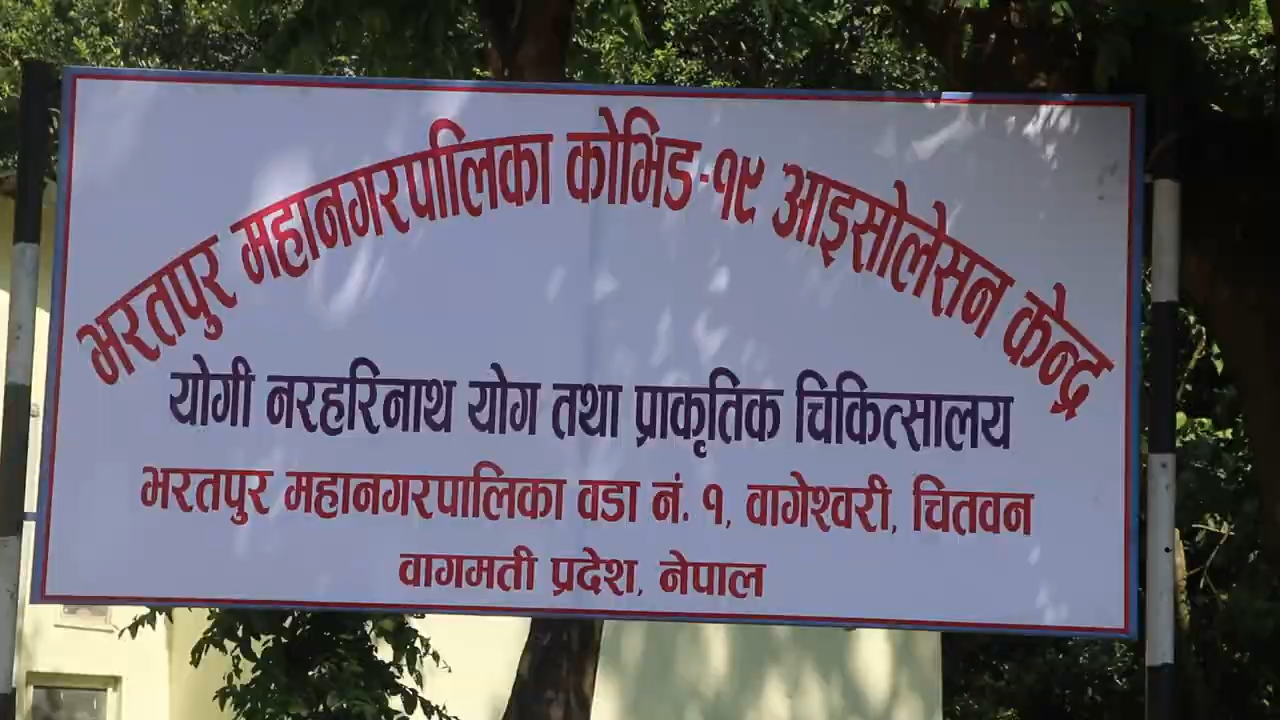 भरतपुर महानगरपालिका कोभिड-१९ आइसोलेसन केन्द्र
योगी नरहरिनाथ योग तथा प्राकृतिक चिकित्सालय
भरतपुर महानगरपालिका वडा नं. १, वागेश्वरी, चितवन
वागमती प्रदेश, नेपाल